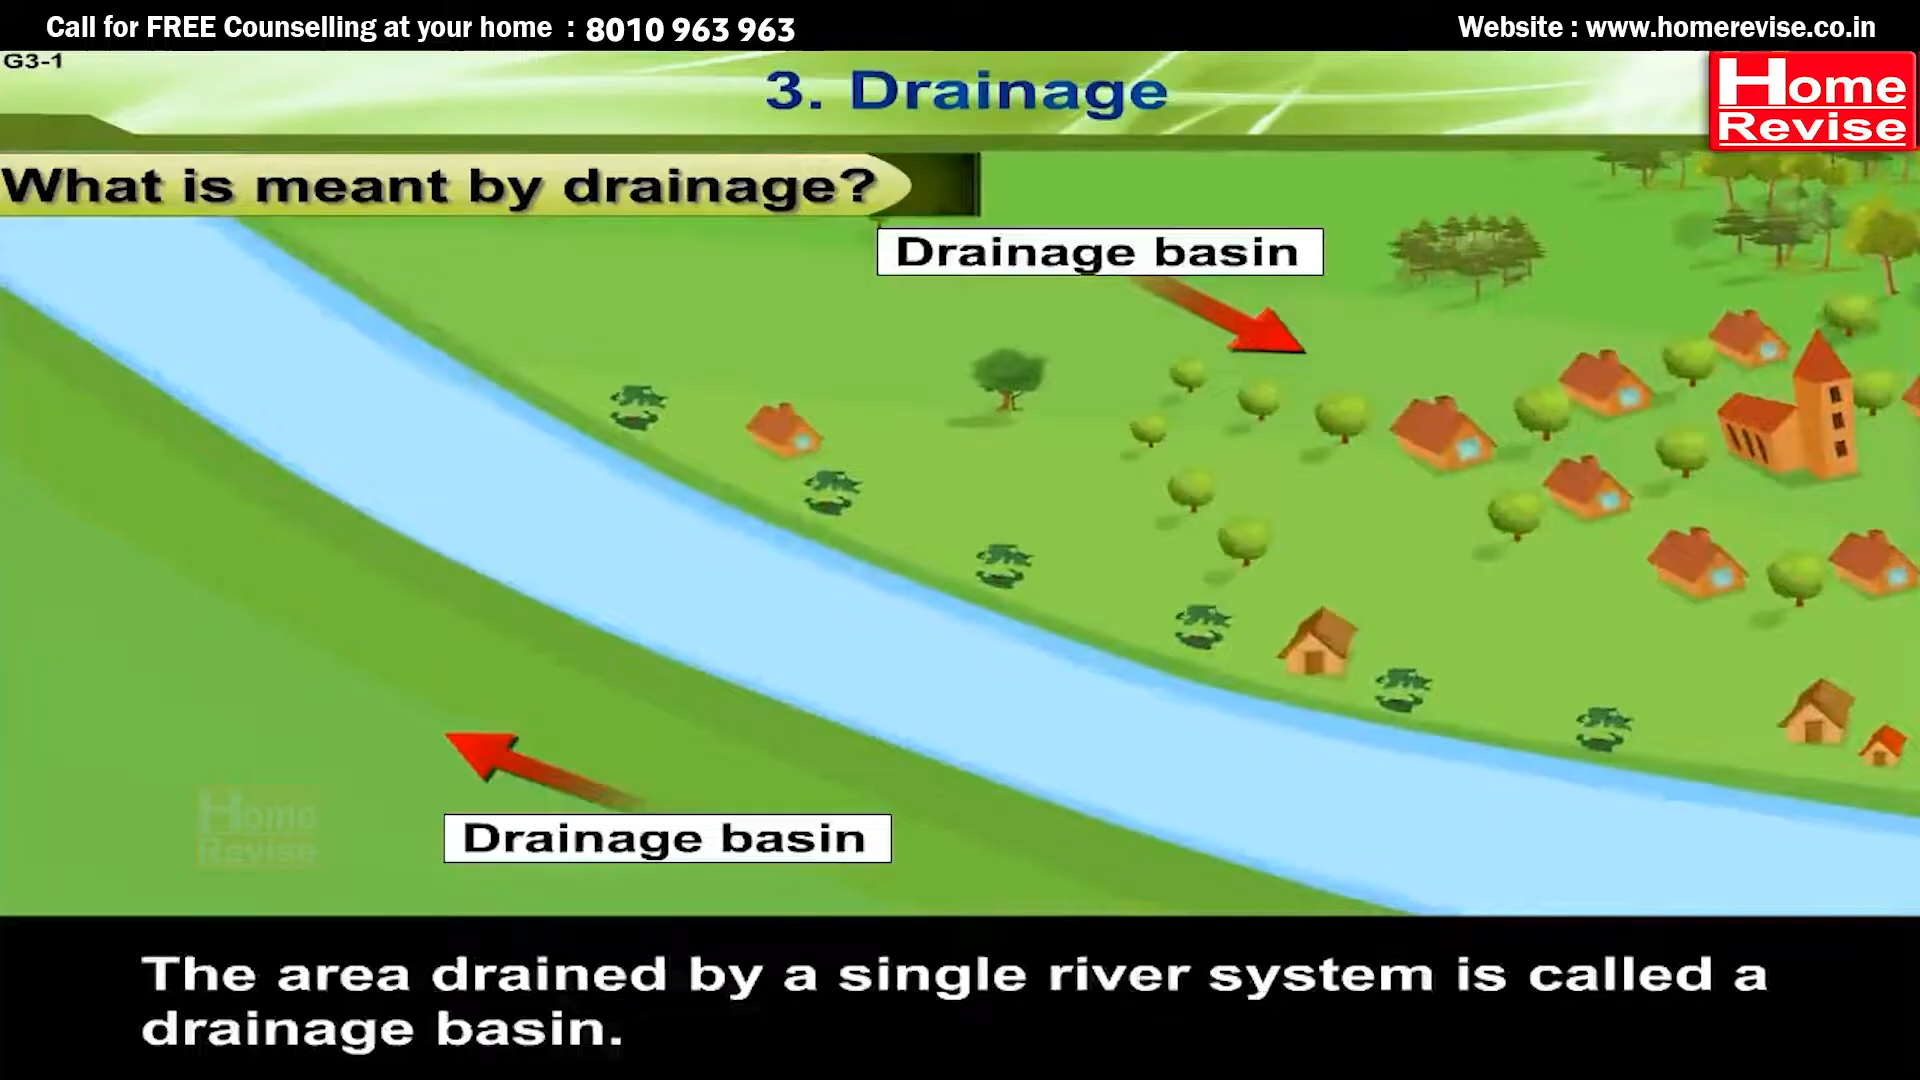 Call for FREE Counselling at your home : 8010 963 963
Website : www.homerevise.co.in
G3-1
3. Drainage
Home
Revise
What is meant by drainage?
Drainage basin
Drainage basin
Home
Revise
The area drained by a single river system is called a
drainage basin.